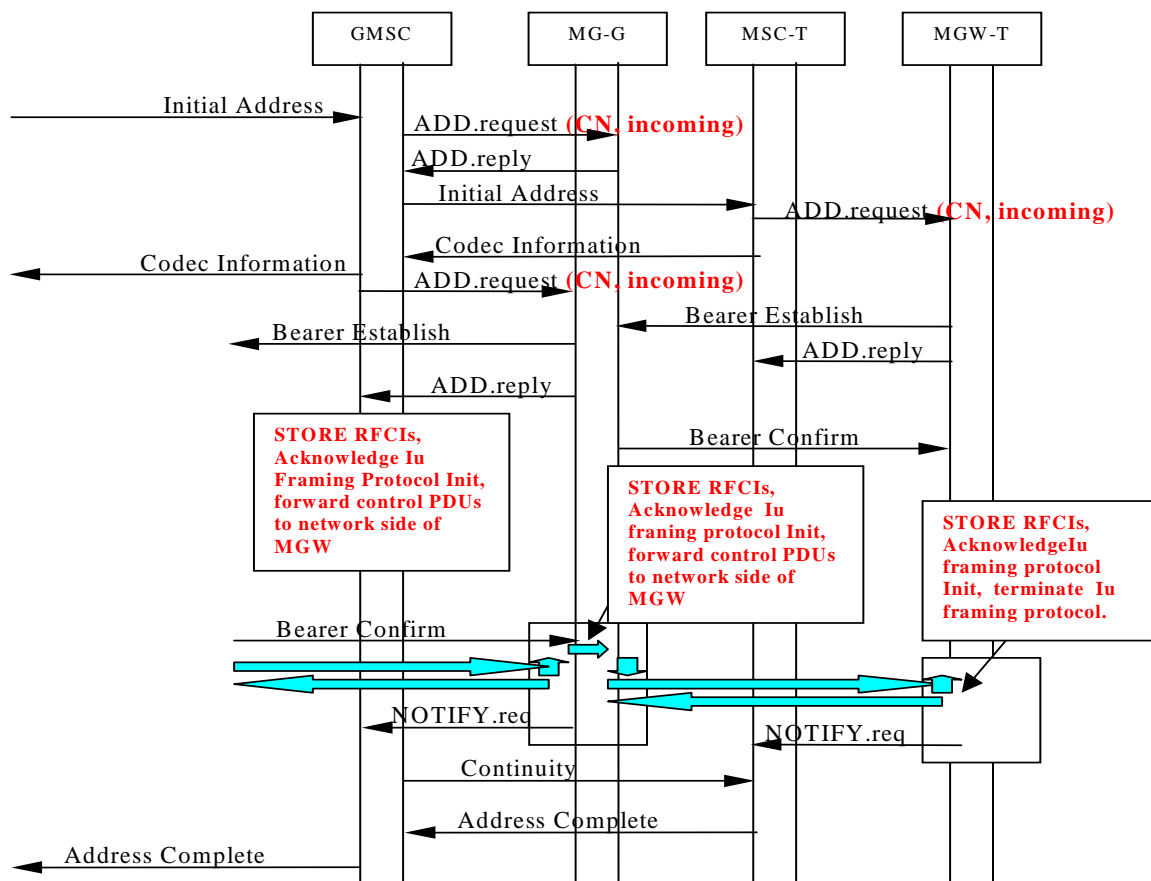 GMSC
MG-G
MSC-T
MGW-T
Initial Address
ADD.request (CN, incoming)
ADD.reply
Initial Address
ADD.request (CN, incoming)
Codec Information
Codec Information
ADD.request (CN, incoming)
Bearer Establish
Bearer Establish
ADD.reply
ADD.reply
Bearer Confirm
STORE RFCIs,
Acknowledge Iu
Framing Protocol Init,
forward control PDUs
to network side of
MGW
STORE RFCIs,
Acknowledge Iu
franing protocol Init,
forward control PDUs
to network side of
MGW
STORE RFCIs,
AcknowledgeIu
framing protocol
Init, terminate Iu
framing protocol.
Bearer Confirm
NOTIFY.req
NOTIFY.req
Continuity
Address Complete
Address Complete